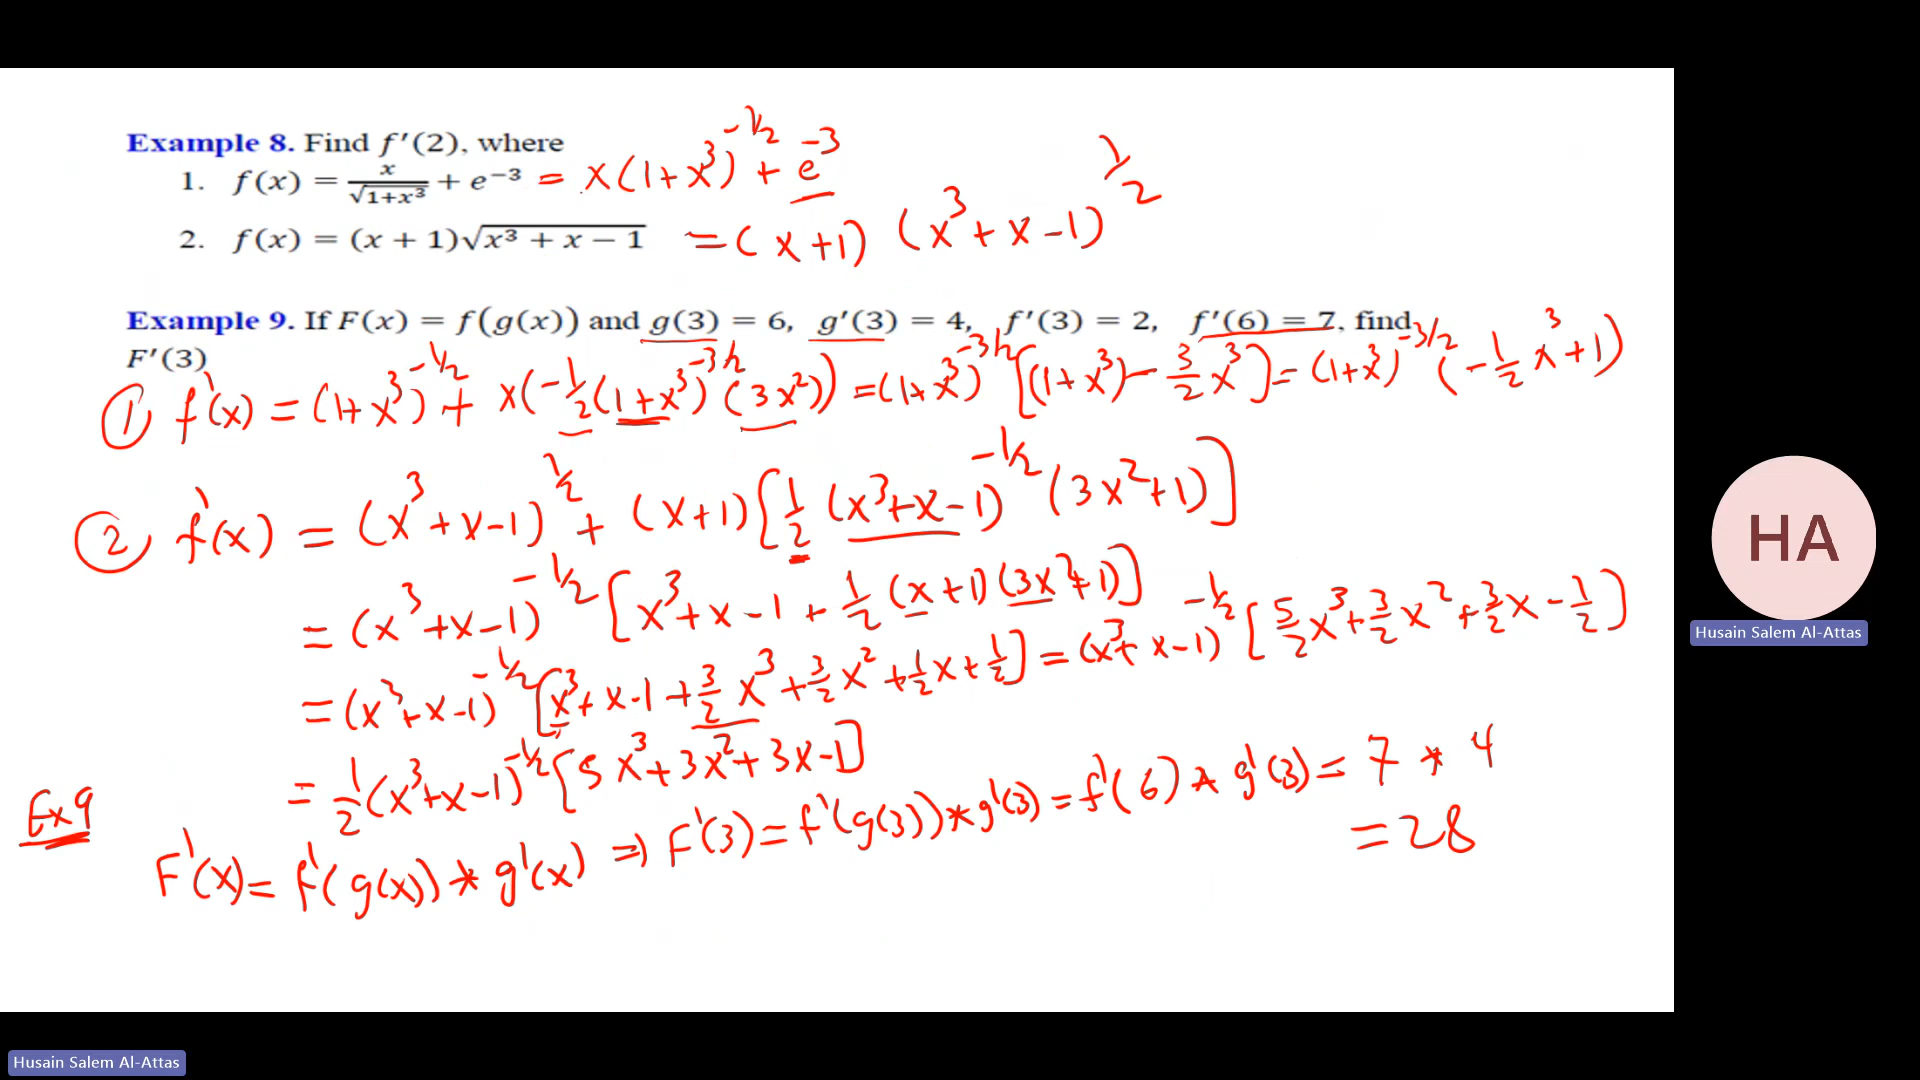 Example 8. Find f′(2), where
1. f(x) = x/√(1+x³) + e⁻³ = x(1+x³)^(-1/2) + e^(-3)
2. f(x) = (x + 1)√(x³ + x − 1) = (x+1) (x³+x-1)^(1/2)
Example 9. If F(x) = f(g(x)) and g(3) = 6, g′(3) = 4, f′(3) = 2, f′(6) = 7, find
F′(3)
① f'(x) = (1+x³)^(-1/2) + x(-1/2(1+x³)^(-3/2)(3x²)) = (1+x³)^(-3/2)[(1+x³) - 3/2 x³] = (1+x³)^(-3/2)(-1/2 x³+1)
② f'(x) = (x³+x-1)^(1/2) + (x+1)[1/2 (x³+x-1)^(-1/2)(3x²+1)]
= (x³+x-1)^(-1/2)[x³+x-1+1/2(x+1)(3x²+1)]
= (x³+x-1)^(-1/2)[x³+x-1+3/2 x³+3/2 x²+1/2 x+1/2] = (x³+x-1)^(-1/2)[5/2 x³+3/2 x²+3/2 x-1/2]
= 1/2(x³+x-1)^(-1/2)[5x³+3x²+3x-1]
Ex9
F'(x) = f'(g(x)) * g'(x) ⇒ F'(3) = f'(g(3)) * g'(3) = f'(6) * g'(3) = 7 * 4
= 28
HA
Husain Salem Al-Attas
Husain Salem Al-Attas